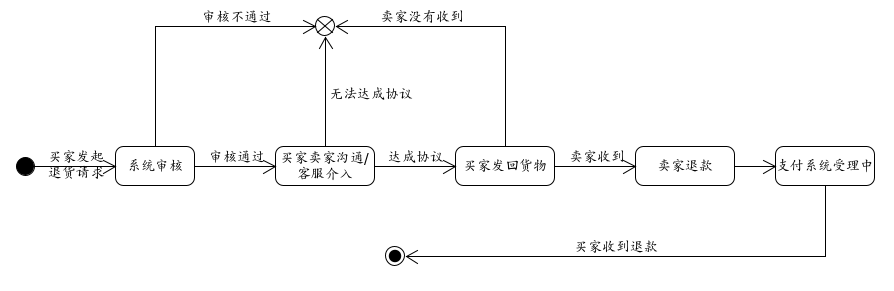 审核不通过
卖家没有收到
无法达成协议
买家发起
退货请求
系统审核
审核通过
买家卖家沟通/
客服介入
达成协议
买家发回货物
卖家收到
卖家退款
支付系统受理中
买家收到退款